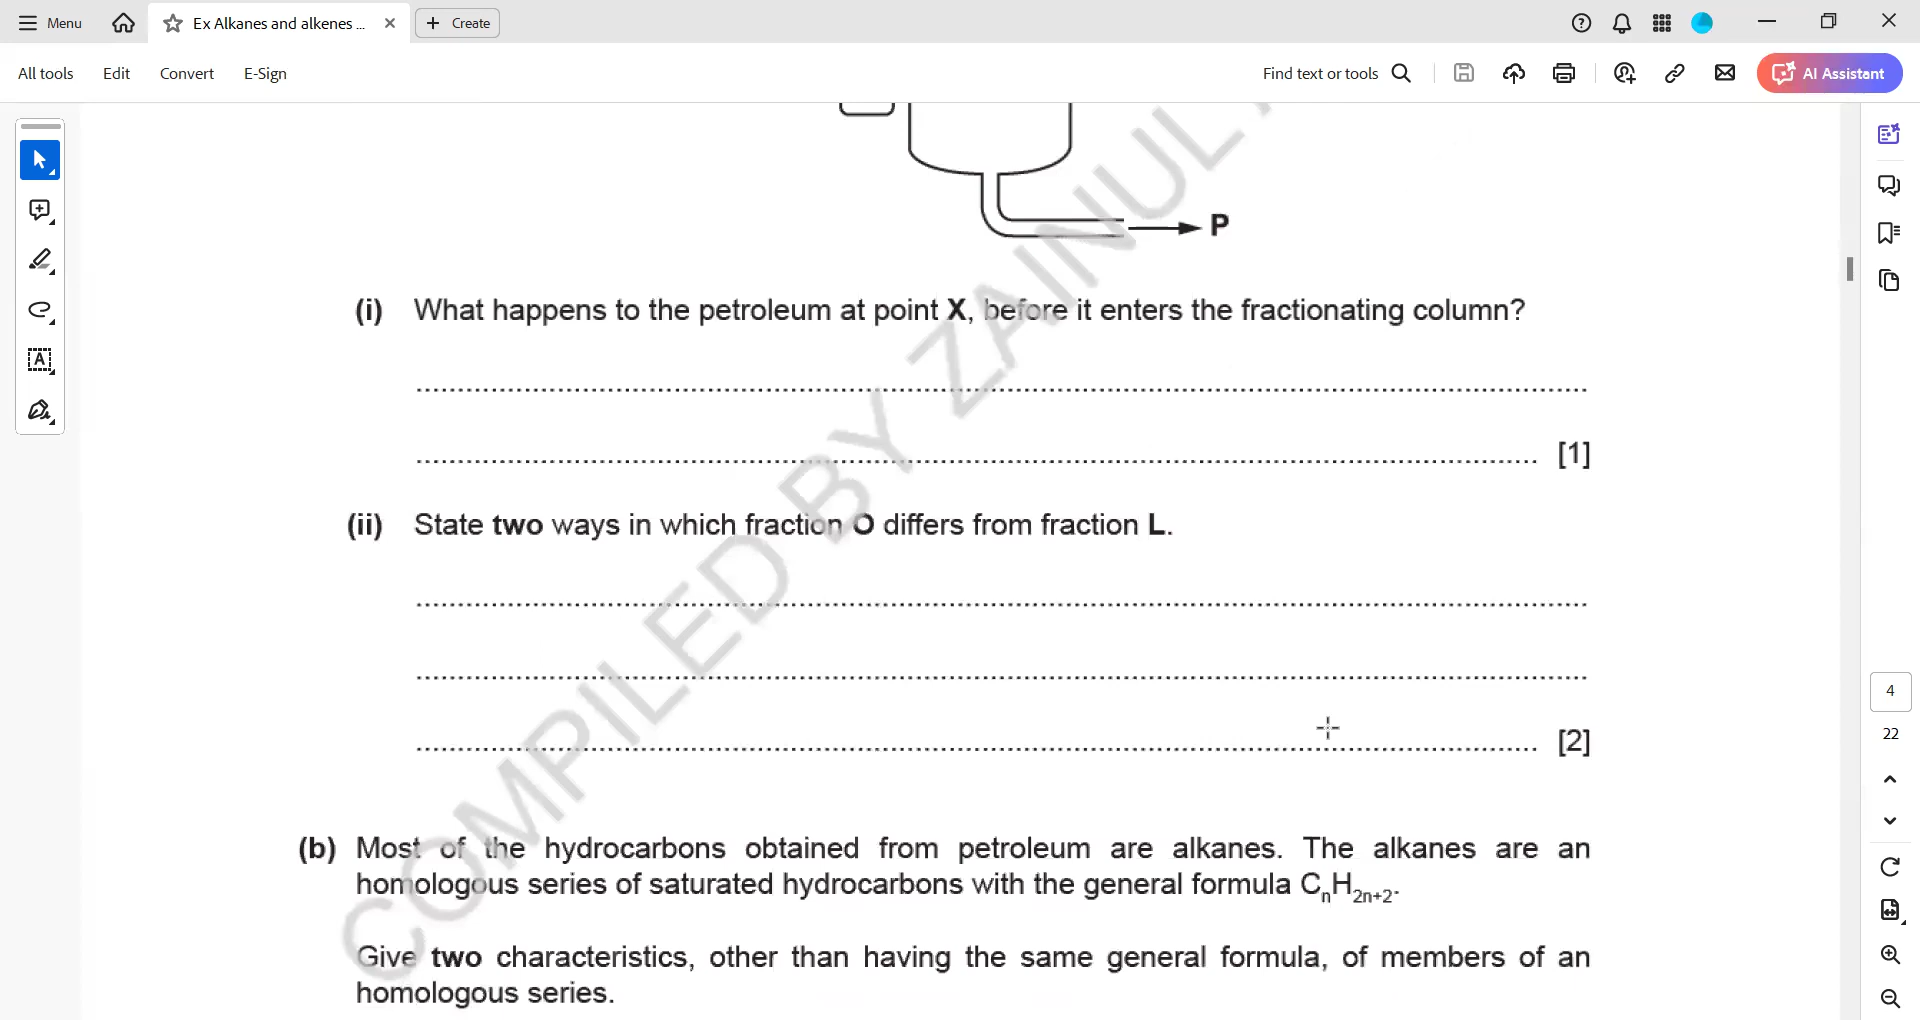 Menu
Ex Alkanes and alkenes ...
Create
All tools
Edit
Convert
E-Sign
Find text or tools
AI Assistant
P
(i) What happens to the petroleum at point X, before it enters the fractionating column?
[1]
(ii) State two ways in which fraction O differs from fraction L.
[2]
(b) Most of the hydrocarbons obtained from petroleum are alkanes. The alkanes are an
homologous series of saturated hydrocarbons with the general formula CₙH₂ₙ₊₂.
Give two characteristics, other than having the same general formula, of members of an
homologous series.
COMPILED BY ZAINUL
4
22